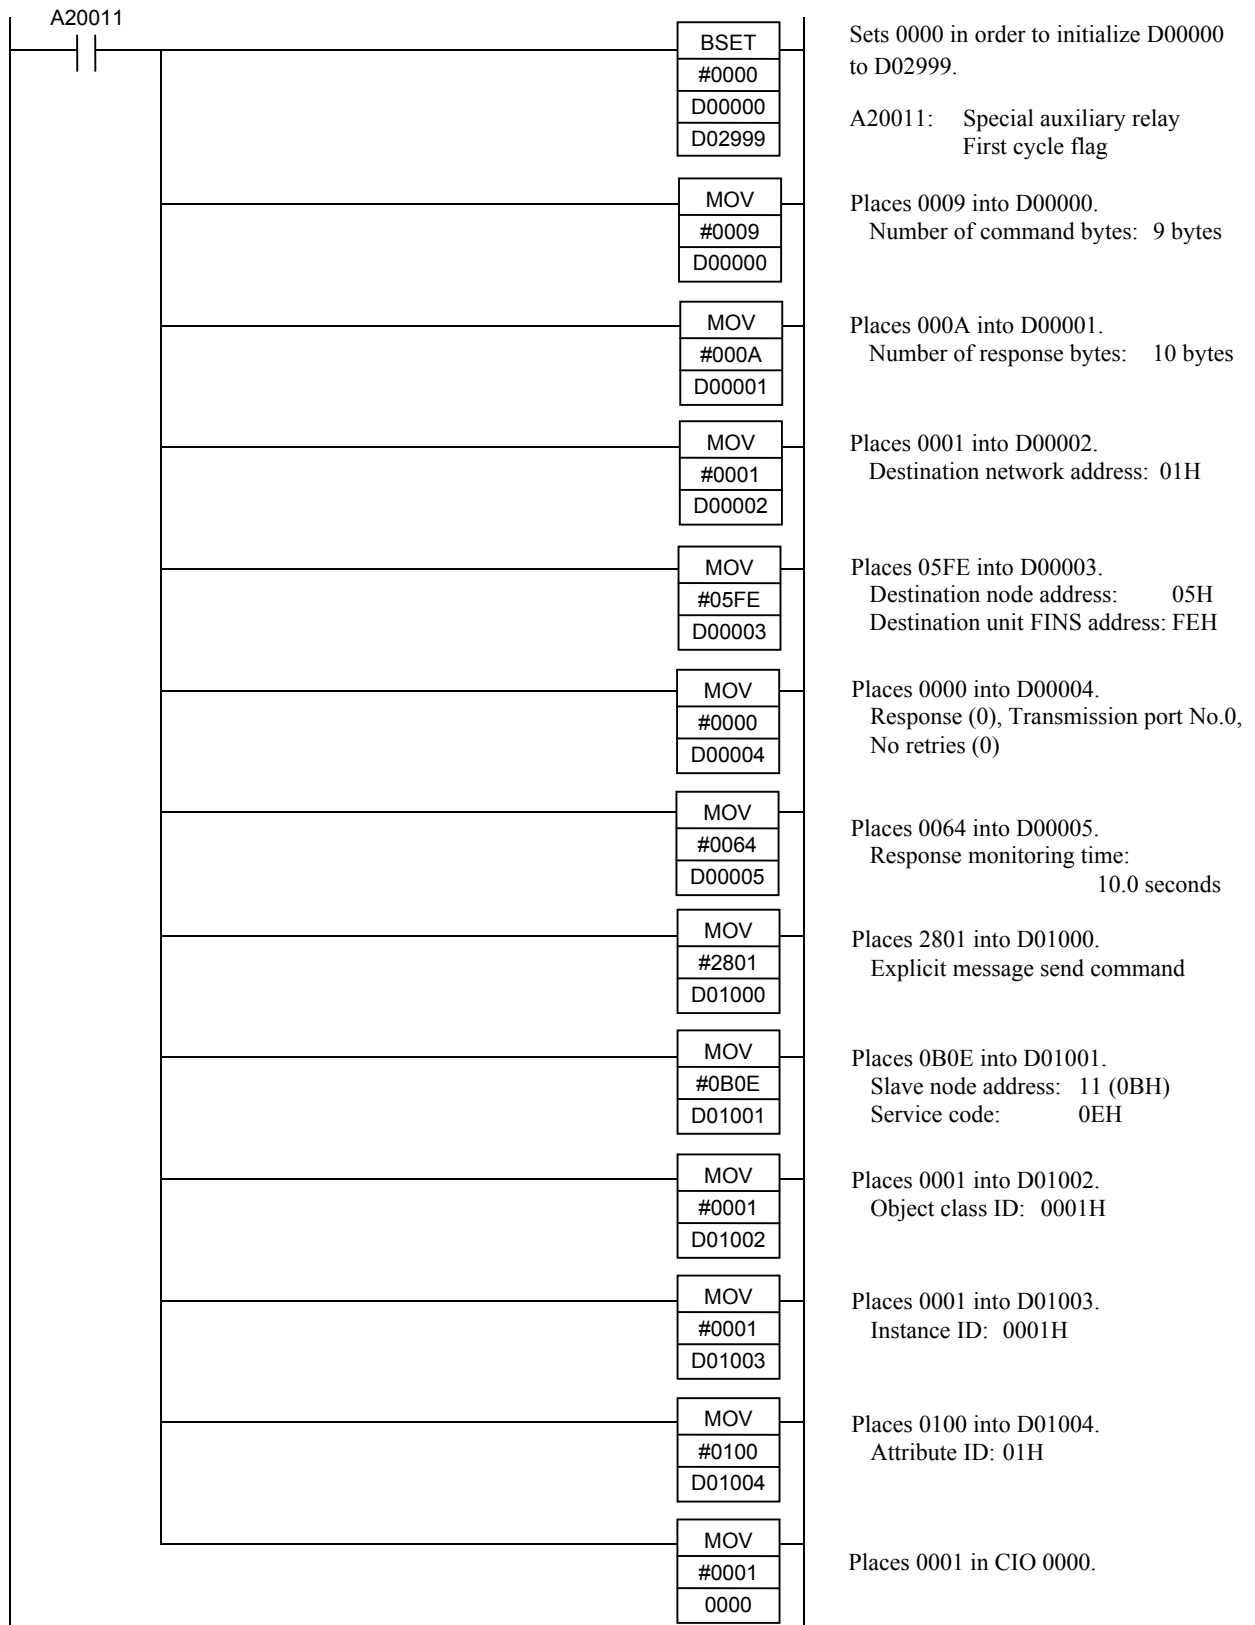 A20011
BSET
#0000
D00000
D02999
Sets 0000 in order to initialize D00000
to D02999.
A20011: Special auxiliary relay
First cycle flag
MOV
#0009
D00000
Places 0009 into D00000.
Number of command bytes: 9 bytes
MOV
#000A
D00001
Places 000A into D00001.
Number of response bytes: 10 bytes
MOV
#0001
D00002
Places 0001 into D00002.
Destination network address: 01H
MOV
#05FE
D00003
Places 05FE into D00003.
Destination node address: 05H
Destination unit FINS address: FEH
MOV
#0000
D00004
Places 0000 into D00004.
Response (0), Transmission port No.0,
No retries (0)
MOV
#0064
D00005
Places 0064 into D00005.
Response monitoring time:
10.0 seconds
MOV
#2801
D01000
Places 2801 into D01000.
Explicit message send command
MOV
#0B0E
D01001
Places 0B0E into D01001.
Slave node address: 11 (0BH)
Service code: 0EH
MOV
#0001
D01002
Places 0001 into D01002.
Object class ID: 0001H
MOV
#0001
D01003
Places 0001 into D01003.
Instance ID: 0001H
MOV
#0100
D01004
Places 0100 into D01004.
Attribute ID: 01H
MOV
#0001
0000
Places 0001 in CIO 0000.